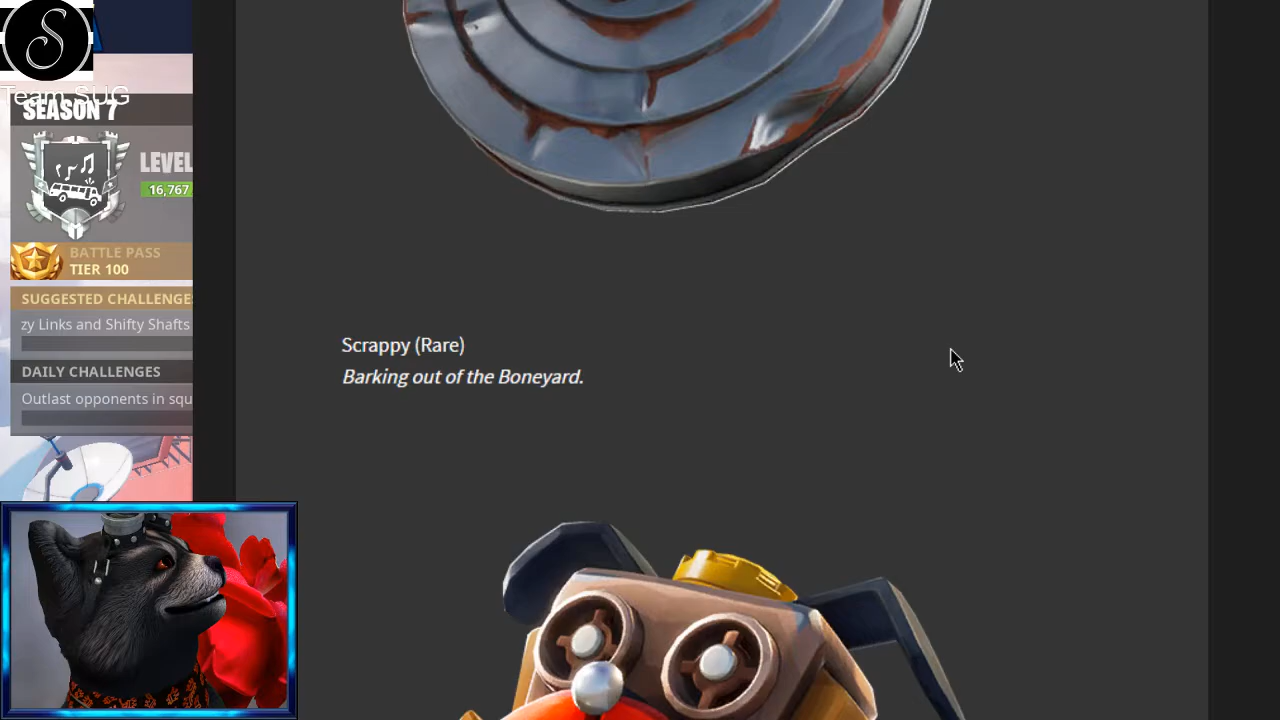 S
Team SUG
SEASON 7
LEVEL
16,767
BATTLE PASS
TIER 100
SUGGESTED CHALLENGES
zy Links and Shifty Shafts
DAILY CHALLENGES
Outlast opponents in squ
Scrappy (Rare)
Barking out of the Boneyard.